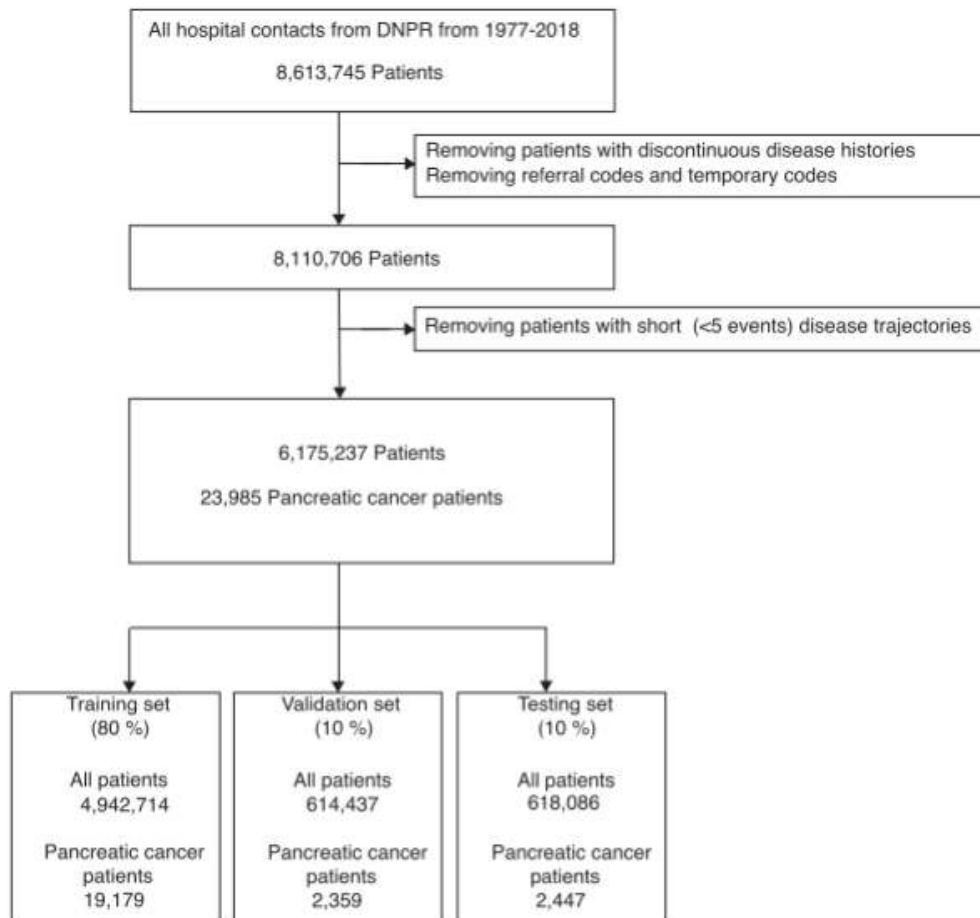 All hospital contacts from DNPR from 1977-2018
8,613,745 Patients
Removing patients with discontinuous disease histories
Removing referral codes and temporary codes
8,110,706 Patients
Removing patients with short (<5 events) disease trajectories
6,175,237 Patients
23,985 Pancreatic cancer patients
Training set
(80 %)
All patients
4,942,714
Pancreatic cancer
patients
19,179
Validation set
(10 %)
All patients
614,437
Pancreatic cancer
patients
2,359
Testing set
(10 %)
All patients
618,086
Pancreatic cancer
patients
2,447